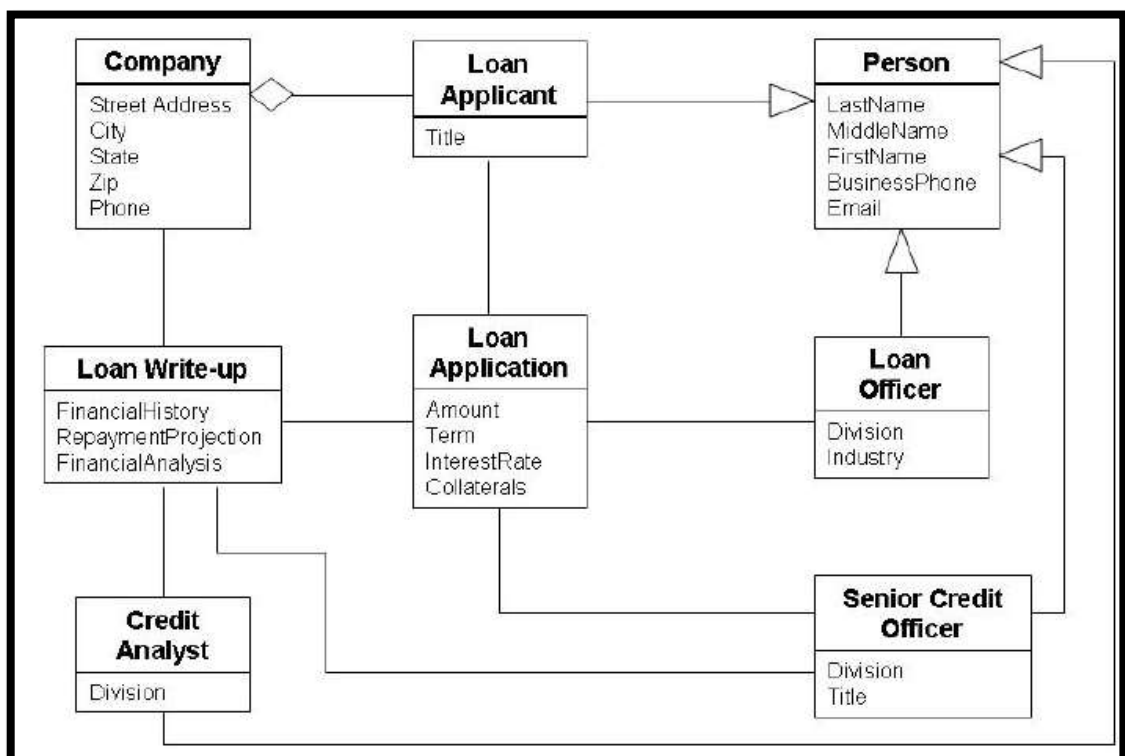 Company
Street Address
City
State
Zip
Phone
Loan
Applicant
Title
Person
LastName
MiddleName
FirstName
BusinessPhone
Email
Loan Write-up
FinancialHistory
RepaymentProjection
FinancialAnalysis
Loan
Application
Amount
Term
InterestRate
Collaterals
Loan
Officer
Division
Industry
Credit
Analyst
Division
Senior Credit
Officer
Division
Title